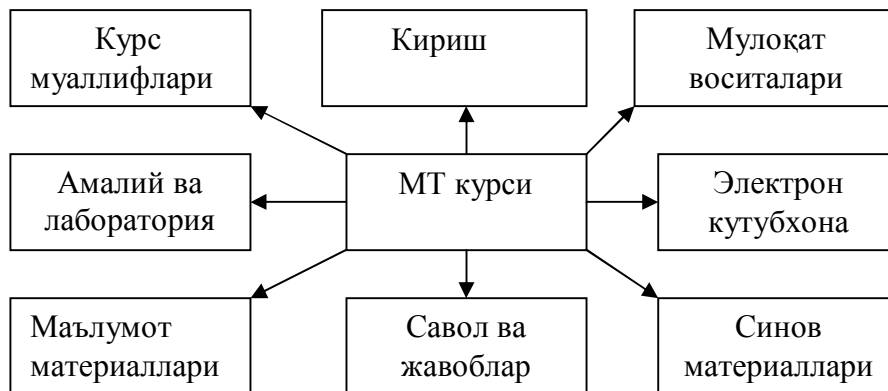 Курс
муаллифлари
Кириш
Мулоқат
воситалари
Амалий ва
лаборатория
МТ курси
Электрон
кутубхона
Маълумот
материаллари
Савол ва
жавоблар
Синов
материаллари